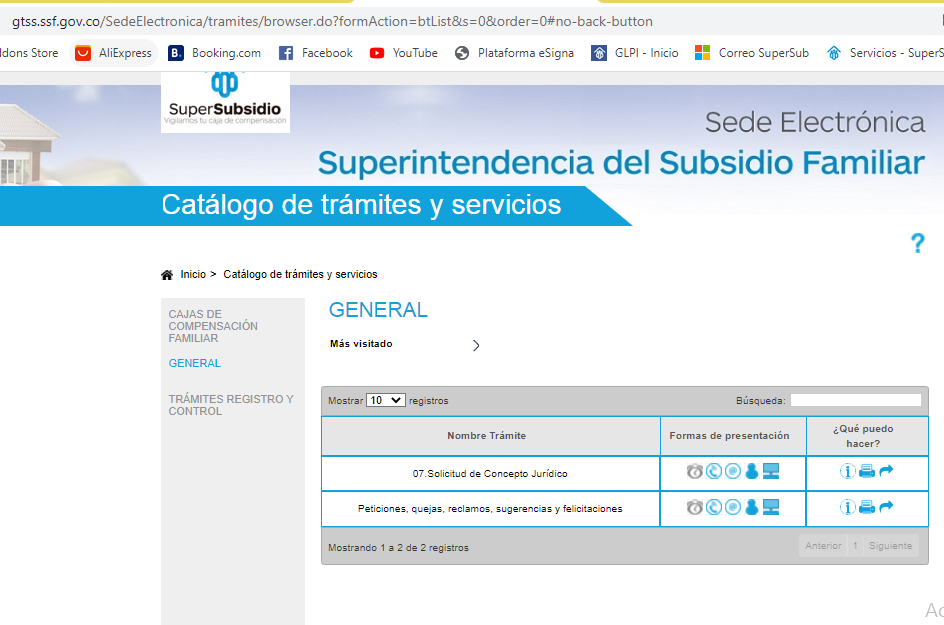 gtss.ssf.gov.co/SedeElectronica/tramites/browser.do?formAction=btList&s=0&order=0#no-back-button
ldons Store AliExpress B. Booking.com Facebook YouTube Plataforma eSigna GLPI - Inicio Correo SuperSub Servicios - SuperS
SuperSubsidio
Vigilamos tu caja de compensación
Sede Electrónica
Superintendencia del Subsidio Familiar
Catálogo de trámites y servicios
?
Inicio > Catálogo de trámites y servicios
CAJAS DE
COMPENSACIÓN
FAMILIAR
GENERAL
TRÁMITES REGISTRO Y
CONTROL
GENERAL
Más visitado
Mostrar 10 registros Búsqueda:
Nombre Trámite Formas de presentación ¿Qué puedo
hacer?
07.Solicitud de Concepto Jurídico
Peticiones, quejas, reclamos, sugerencias y felicitaciones
Mostrando 1 a 2 de 2 registros Anterior 1 Siguiente
Ac